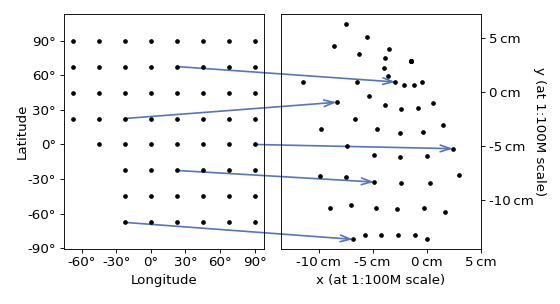 90°
60°
30°
0°
-30°
-60°
-90°
Latitude
-60° -30° 0° 30° 60° 90°
Longitude
5 cm
0 cm
-5 cm
-10 cm
y (at 1:100M scale)
-10 cm -5 cm 0 cm 5 cm
x (at 1:100M scale)